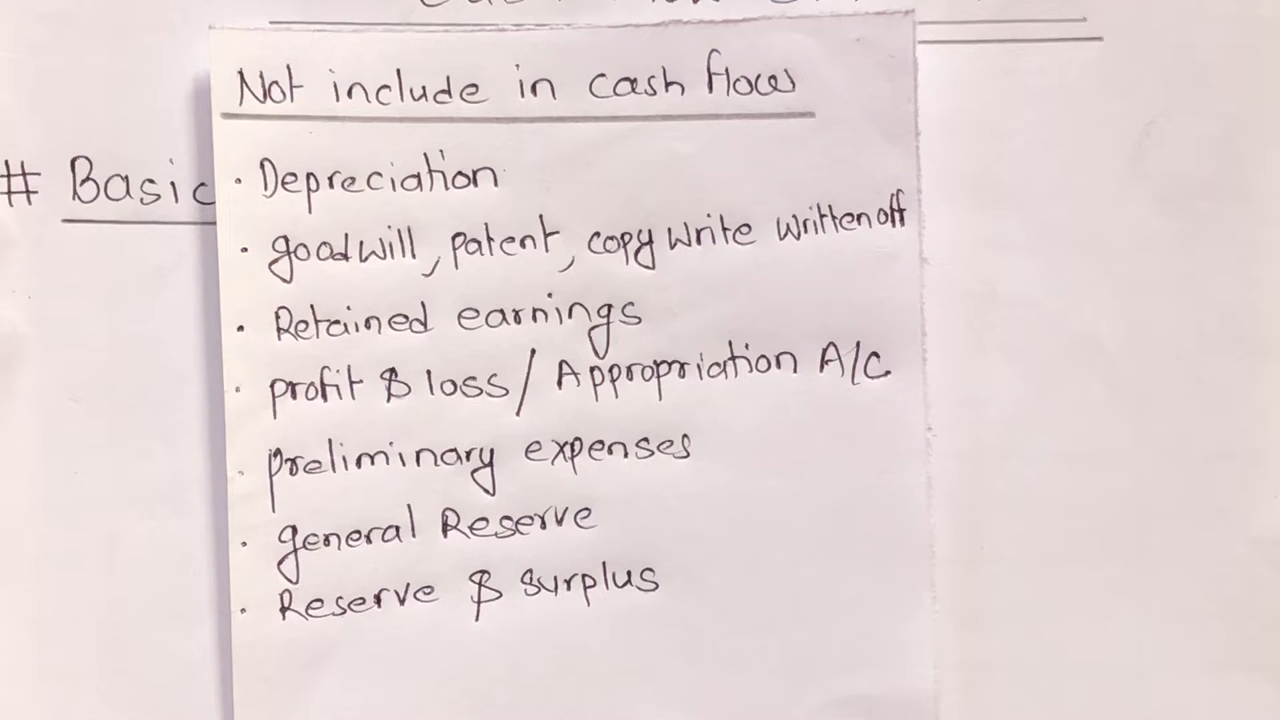 Not include in cash flow
# Basic
· Depreciation
· goodwill, patent, copy write written off
· Retained earnings
· profit & loss / Appropriation A/C
· preliminary expenses
· general Reserve
· Reserve & surplus